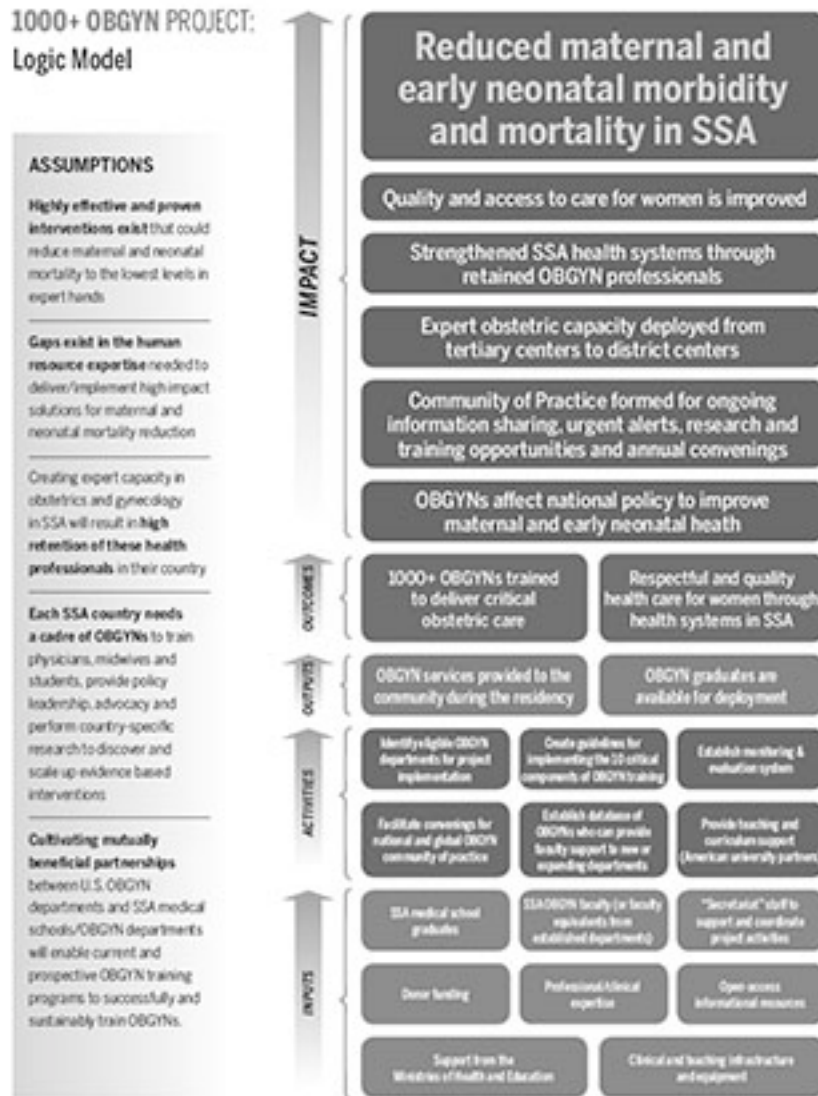 1000+ OBGYN PROJECT:
Logic Model
ASSUMPTIONS
Highly effective and proven
interventions exist that could
reduce maternal and neonatal
mortality to the lowest levels in
expert hands
Gaps exist in the human
resource expertise needed to
deliver/implement high impact
solutions for maternal and
neonatal mortality reduction
Creating expert capacity in
obstetrics and gynecology
in SSA will result in high
retention of these health
professionals in their country
Each SSA country needs
a cadre of OBGYNs to train
physicians, midwives and
students, provide policy
leadership, advocacy and
perform country-specific
research to discover and
scale up evidence based
interventions
Cultivating mutually
beneficial partnerships
between U.S. OBGYN
departments and SSA medical
schools/OBGYN departments
will enable current and
prospective OBGYN training
programs to successfully and
sustainably train OBGYNs.
IMPACT
Reduced maternal and
early neonatal morbidity
and mortality in SSA
Quality and access to care for women is improved
Strengthened SSA health systems through
retained OBGYN professionals
Expert obstetric capacity deployed from
tertiary centers to district centers
Community of Practice formed for ongoing
information sharing, urgent alerts, research and
training opportunities and annual convenings
OBGYNs affect national policy to improve
maternal and early neonatal heath
OUTCOMES
1000+ OBGYNs trained
to deliver critical
obstetric care
Respectful and quality
health care for women through
health systems in SSA
OUTPUTS
OBGYN services provided to the
community during the residency
OBGYN graduates are
available for deployment
ACTIVITIES
Identify eligible OBGYN
departments for project
implementation
Create guidelines for
implementing the 10 critical
components of OBGYN training
Establish monitoring &
evaluation system
Facilitate convenings for
national and global OBGYN
community of practice
Establish database of
OBGYNs who can provide
faculty support to new or
expanding departments
Provide teaching and
curriculum support
(American university partners
INPUTS
SSA medical school
graduates
SSA OBGYN faculty (or faculty
equivalents from
established departments)
"Secretariat" staff to
support and coordinate
project activities
Donor funding
Professional/clinical
expertise
Open access
informational resources
Support from the
Ministries of Health and Education
Clinical and teaching infrastructure
and equipment